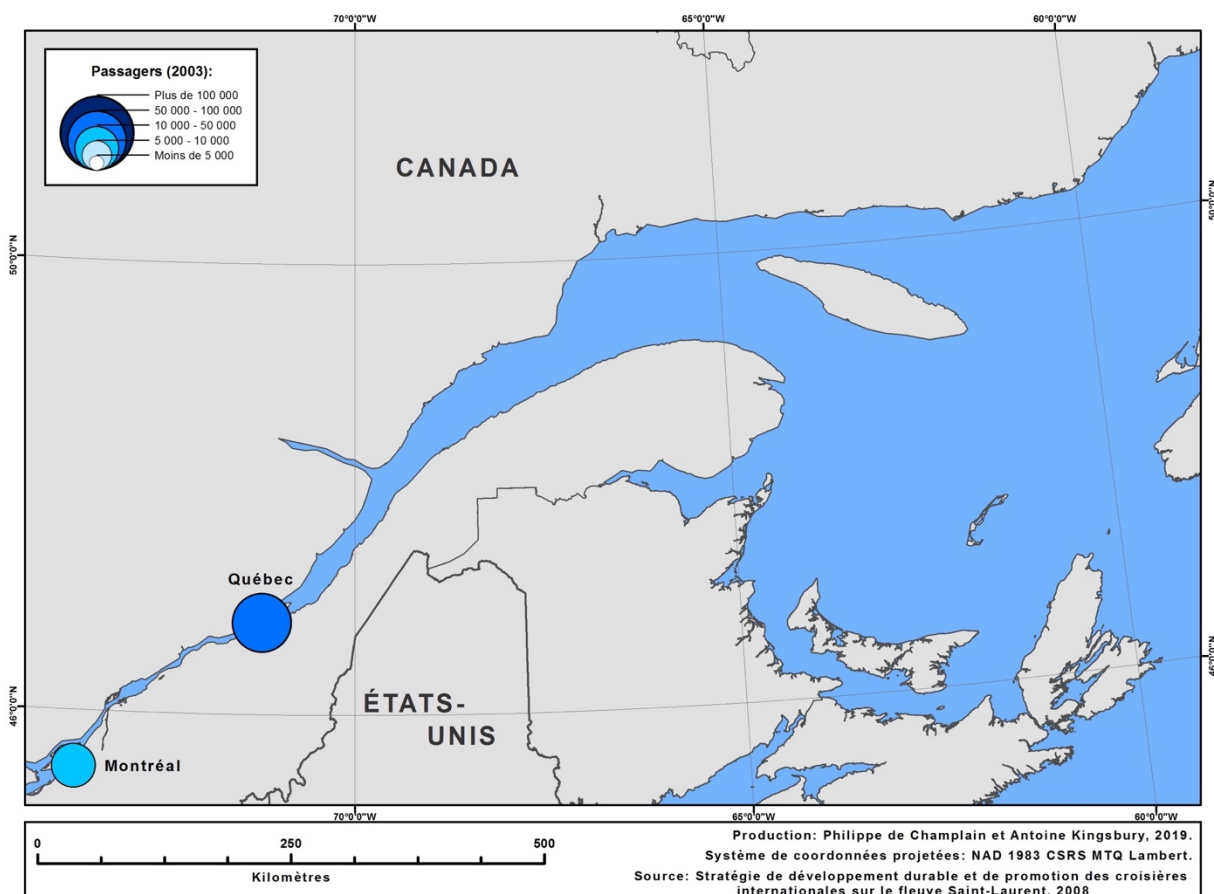 70°0'0"W
65°0'0"W
60°0'0"W
Passagers (2003):
Plus de 100 000
50 000 - 100 000
10 000 - 50 000
5 000 - 10 000
Moins de 5 000
CANADA
50°0'0"N
50°0'0"N
Québec
ÉTATS-
UNIS
46°0'0"N
46°0'0"N
Montréal
70°0'0"W
65°0'0"W
60°0'0"W
0
250
500
Kilomètres
Production: Philippe de Champlain et Antoine Kingsbury, 2019.
Système de coordonnées projetées: NAD 1983 CSRS MTQ Lambert.
Source: Stratégie de développement durable et de promotion des croisières
internationales sur le fleuve Saint-Laurent, 2008